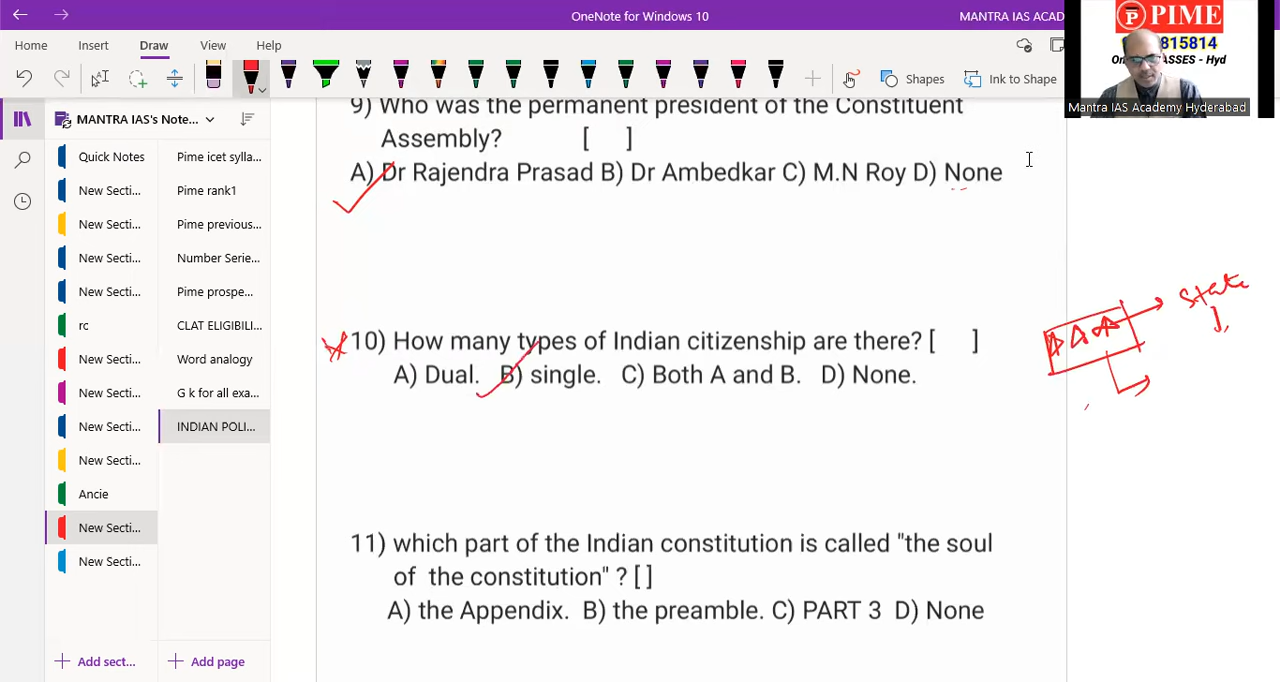 OneNote for Windows 10
MANTRA IAS ACAD
Home Insert Draw View Help
PIME
815814
ASSES - Hyd
Mantra IAS Academy Hyderabad
Shapes
Ink to Shape
MANTRA IAS's Note...
Quick Notes
New Secti...
New Secti...
New Secti...
New Secti...
rc
New Secti...
New Secti...
New Secti...
New Secti...
Ancie
New Secti...
New Secti...
Add sect...
Pime icet sylla...
Pime rank1
Pime previous...
Number Serie...
Pime prospe...
CLAT ELIGIBILI...
Word analogy
G k for all exa...
INDIAN POLI...
Add page
9) Who was the permanent president of the Constituent
Assembly? [ ]
A) Dr Rajendra Prasad B) Dr Ambedkar C) M.N Roy D) None
10) How many types of Indian citizenship are there? [ ]
A) Dual. B) single. C) Both A and B. D) None.
State
11) which part of the Indian constitution is called "the soul
of the constitution" ? [ ]
A) the Appendix. B) the preamble. C) PART 3 D) None